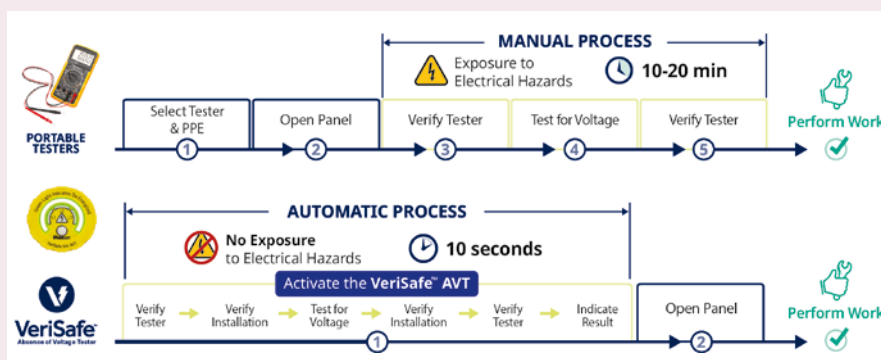 MANUAL PROCESS
Exposure to
Electrical Hazards
10-20 min
PORTABLE
TESTERS
Select Tester
& PPE
Open Panel
Verify Tester
Test for Voltage
Verify Tester
1
2
3
4
5
Perform Work
AUTOMATIC PROCESS
No Exposure
to Electrical Hazards
10 seconds
Activate the VeriSafe™ AVT
VeriSafe™
Absence of Voltage Tester
Verify
Tester
Verify
Installation
Test for
Voltage
Verify
Installation
Verify
Tester
Indicate
Result
Open Panel
1
2
Perform Work